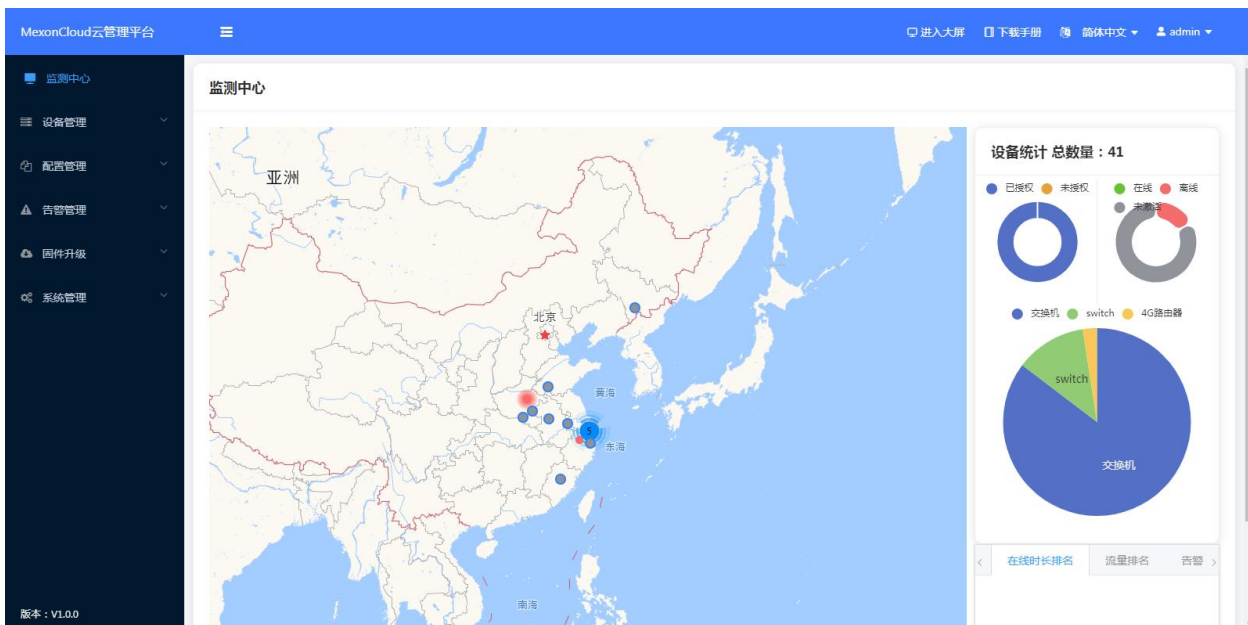 MexonCloud云管理平台
进入大屏 下载手册 简体中文 admin
监测中心
设备管理
配置管理
告警管理
固件升级
系统管理
版本：V1.0.0
监测中心
亚洲
北京
黄海
5
东海
南海
设备统计 总数量：41
已授权 未授权 在线 离线
未激活
交换机 switch 4G路由器
switch
交换机
在线时长排名 流量排名 告警